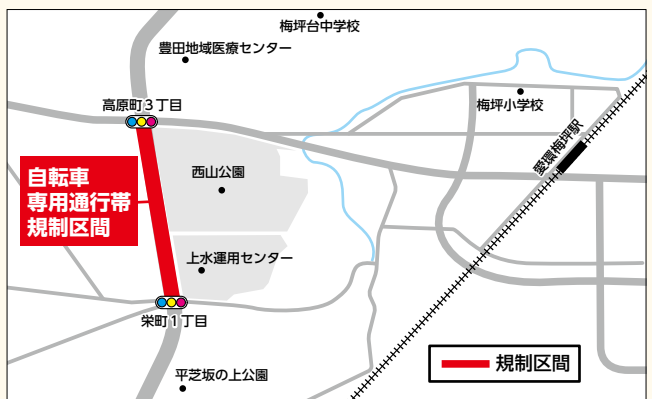 梅坪台中学校
豊田地域医療センター
高原町３丁目
梅坪小学校
愛環梅坪駅
西山公園
自転車
専用通行帯
規制区間
上水運用センター
栄町１丁目
平芝坂の上公園
規制区間